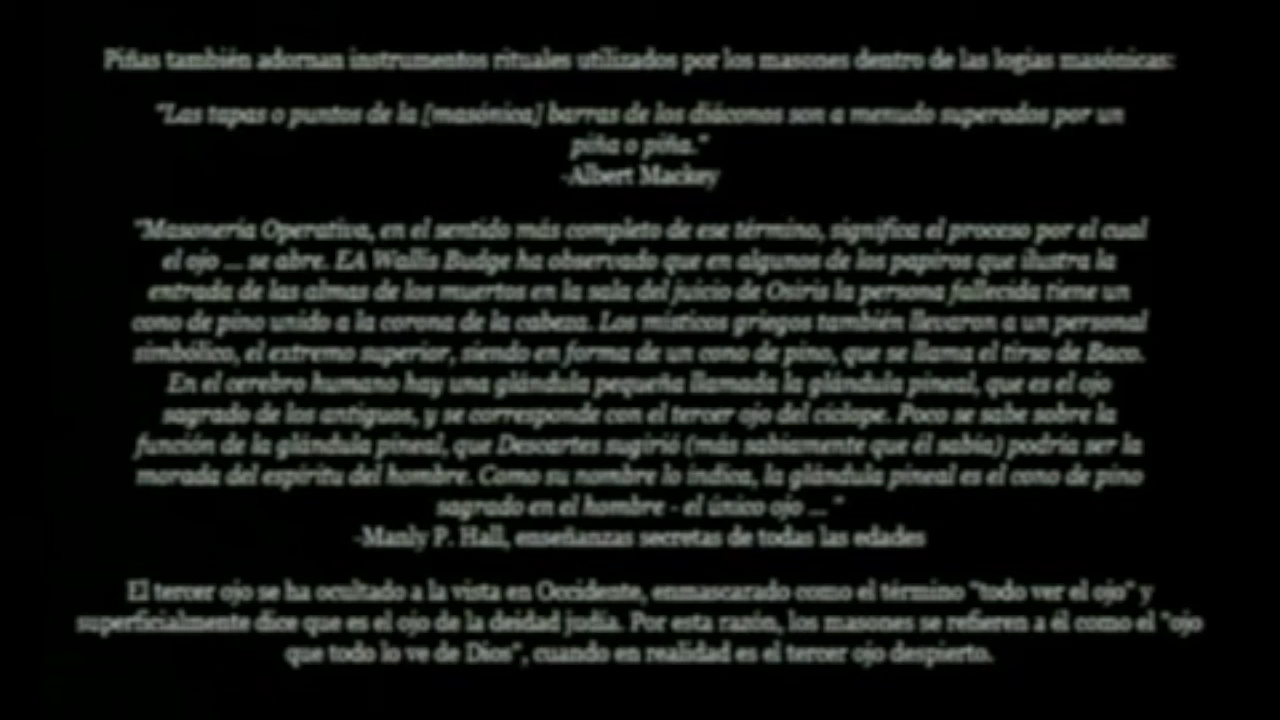 Piñas también adornan instrumentos rituales utilizados por los masones dentro de las logias masónicas:
"Las tapas o puntos de la [masónica] barras de los diáconos son a menudo superados por un
piña o piña."
-Albert Mackey
"Masonería Operativa, en el sentido más completo de ese término, significa el proceso por el cual
el ojo ... se abre. EA Wallis Budge ha observado que en algunos de los papiros que ilustra la
entrada de las almas de los muertos en la sala del juicio de Osiris la persona fallecida tiene un
cono de pino unido a la corona de la cabeza. Los místicos griegos también llevaron a un personal
simbólico, el extremo superior, siendo en forma de un cono de pino, que se llama el tirso de Baco.
En el cerebro humano hay una glándula pequeña llamada la glándula pineal, que es el ojo
sagrado de los antiguos, y se corresponde con el tercer ojo del cíclope. Poco se sabe sobre la
función de la glándula pineal, que Descartes sugirió (más sabiamente que él sabía) podría ser la
morada del espíritu del hombre. Como su nombre lo indica, la glándula pineal es el cono de pino
sagrado en el hombre - el único ojo ... "
-Manly P. Hall, enseñanzas secretas de todas las edades
El tercer ojo se ha ocultado a la vista en Occidente, enmascarado como el término "todo ver el ojo" y
superficialmente dice que es el ojo de la deidad judía. Por esta razón, los masones se refieren a él como el "ojo
que todo lo ve de Dios", cuando en realidad es el tercer ojo despierto.